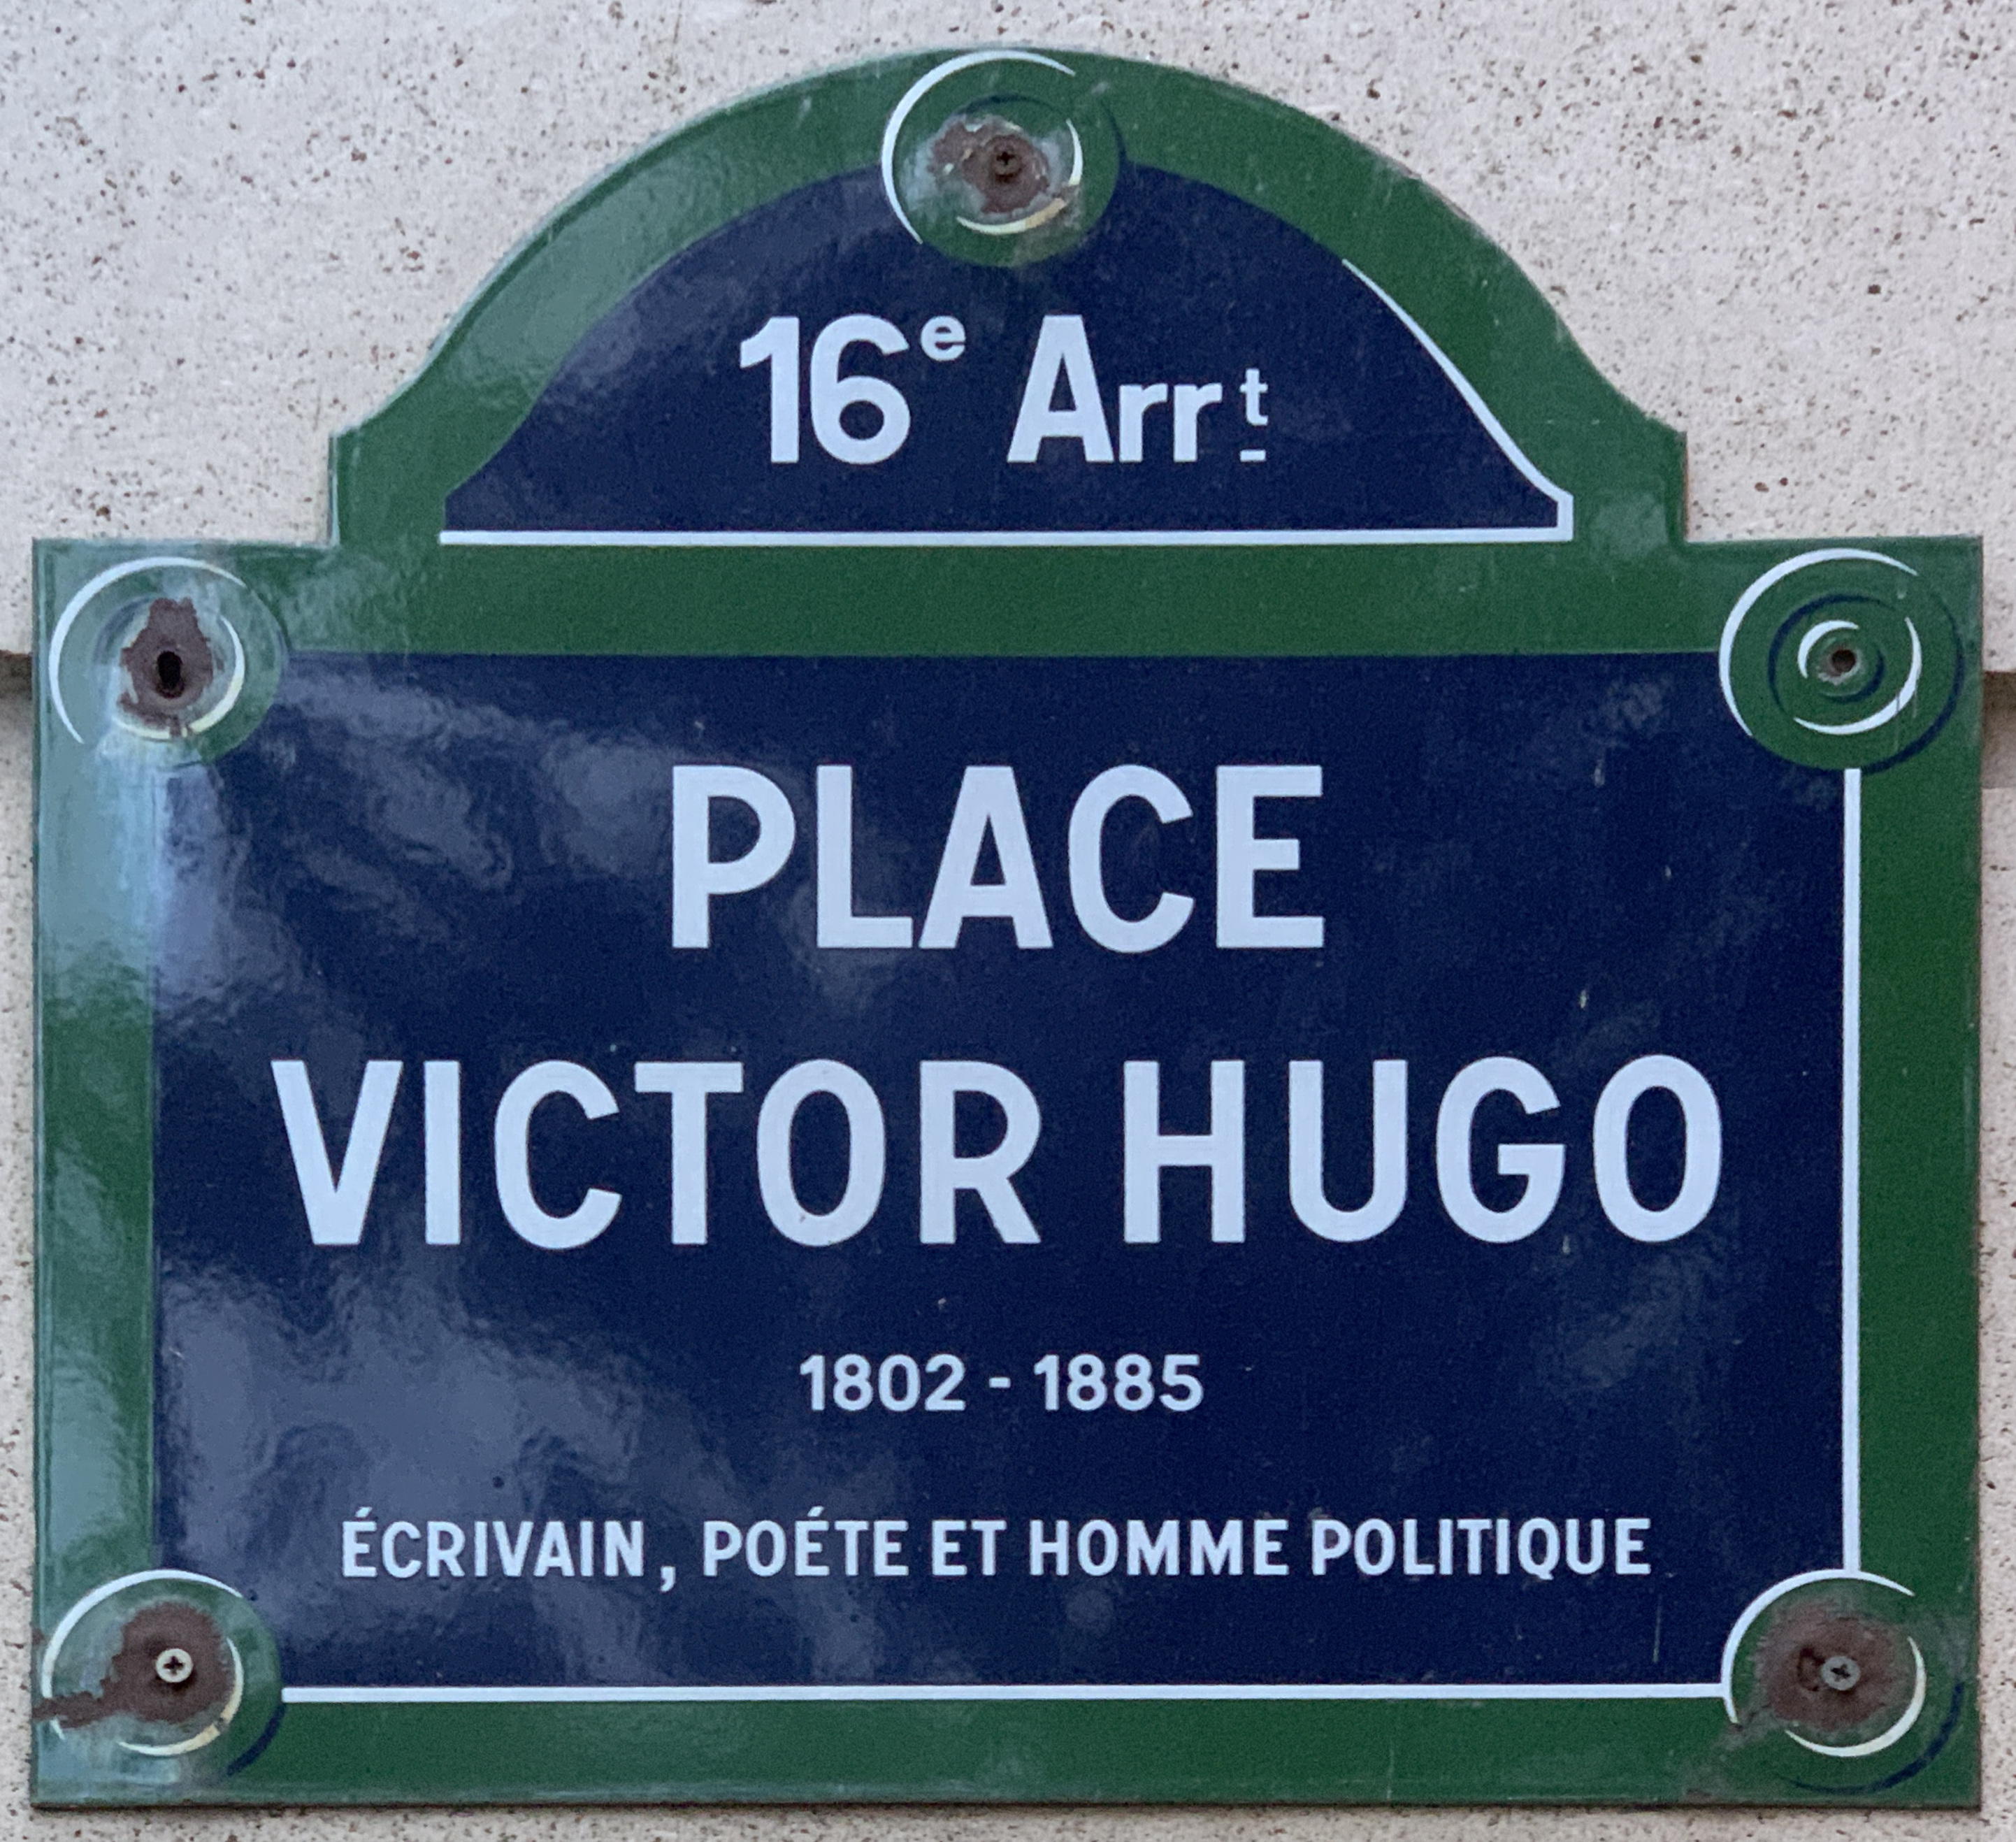 16e Arrt
PLACE
VICTOR HUGO
1802 - 1885
ÉCRIVAIN, POÉTE ET HOMME POLITIQUE